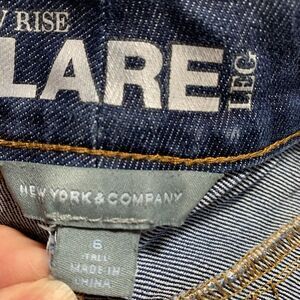 RISE
LARE
LEG
NEW YORK & COMPANY
6
TALL
MADE IN
CHINA